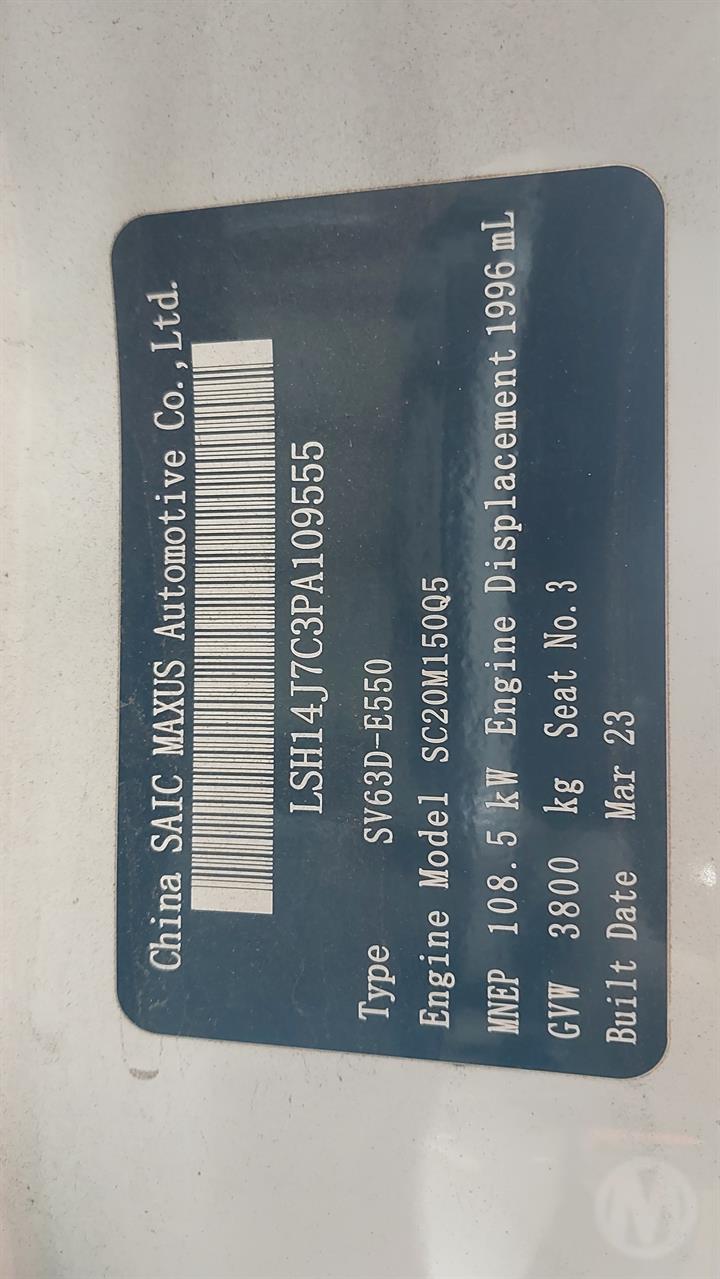 China SAIC MAXUS Automotive Co.,Ltd.
LSH14J7C3PA109555
Type SV63D-E550
Engine Model SC20M150Q5
MNEP 108.5 kW Engine Displacement 1996 mL
GVW 3800 kg Seat No.3
Built Date Mar 23
M